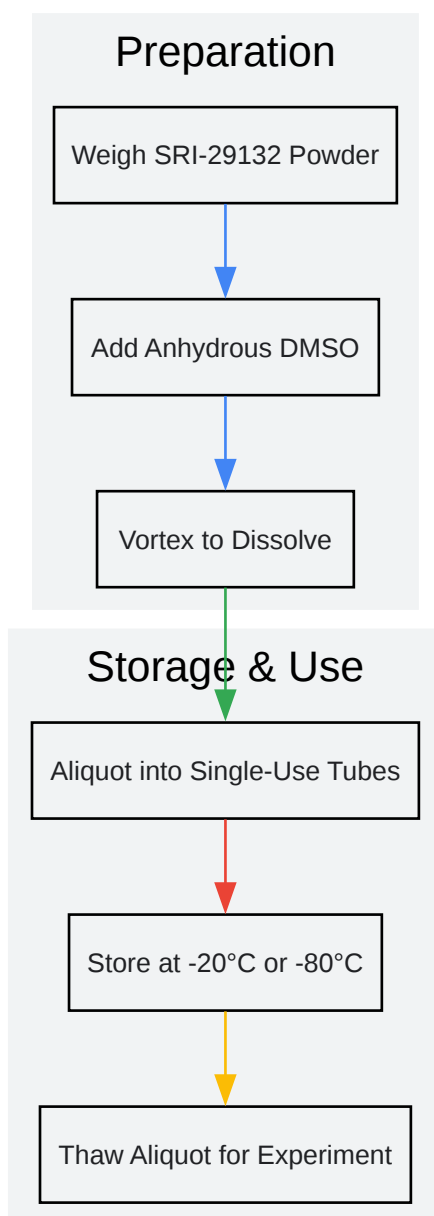 Preparation
Weigh SRI-29132 Powder
Add Anhydrous DMSO
Vortex to Dissolve
Storage & Use
Aliquot into Single-Use Tubes
Store at -20°C or -80°C
Thaw Aliquot for Experiment